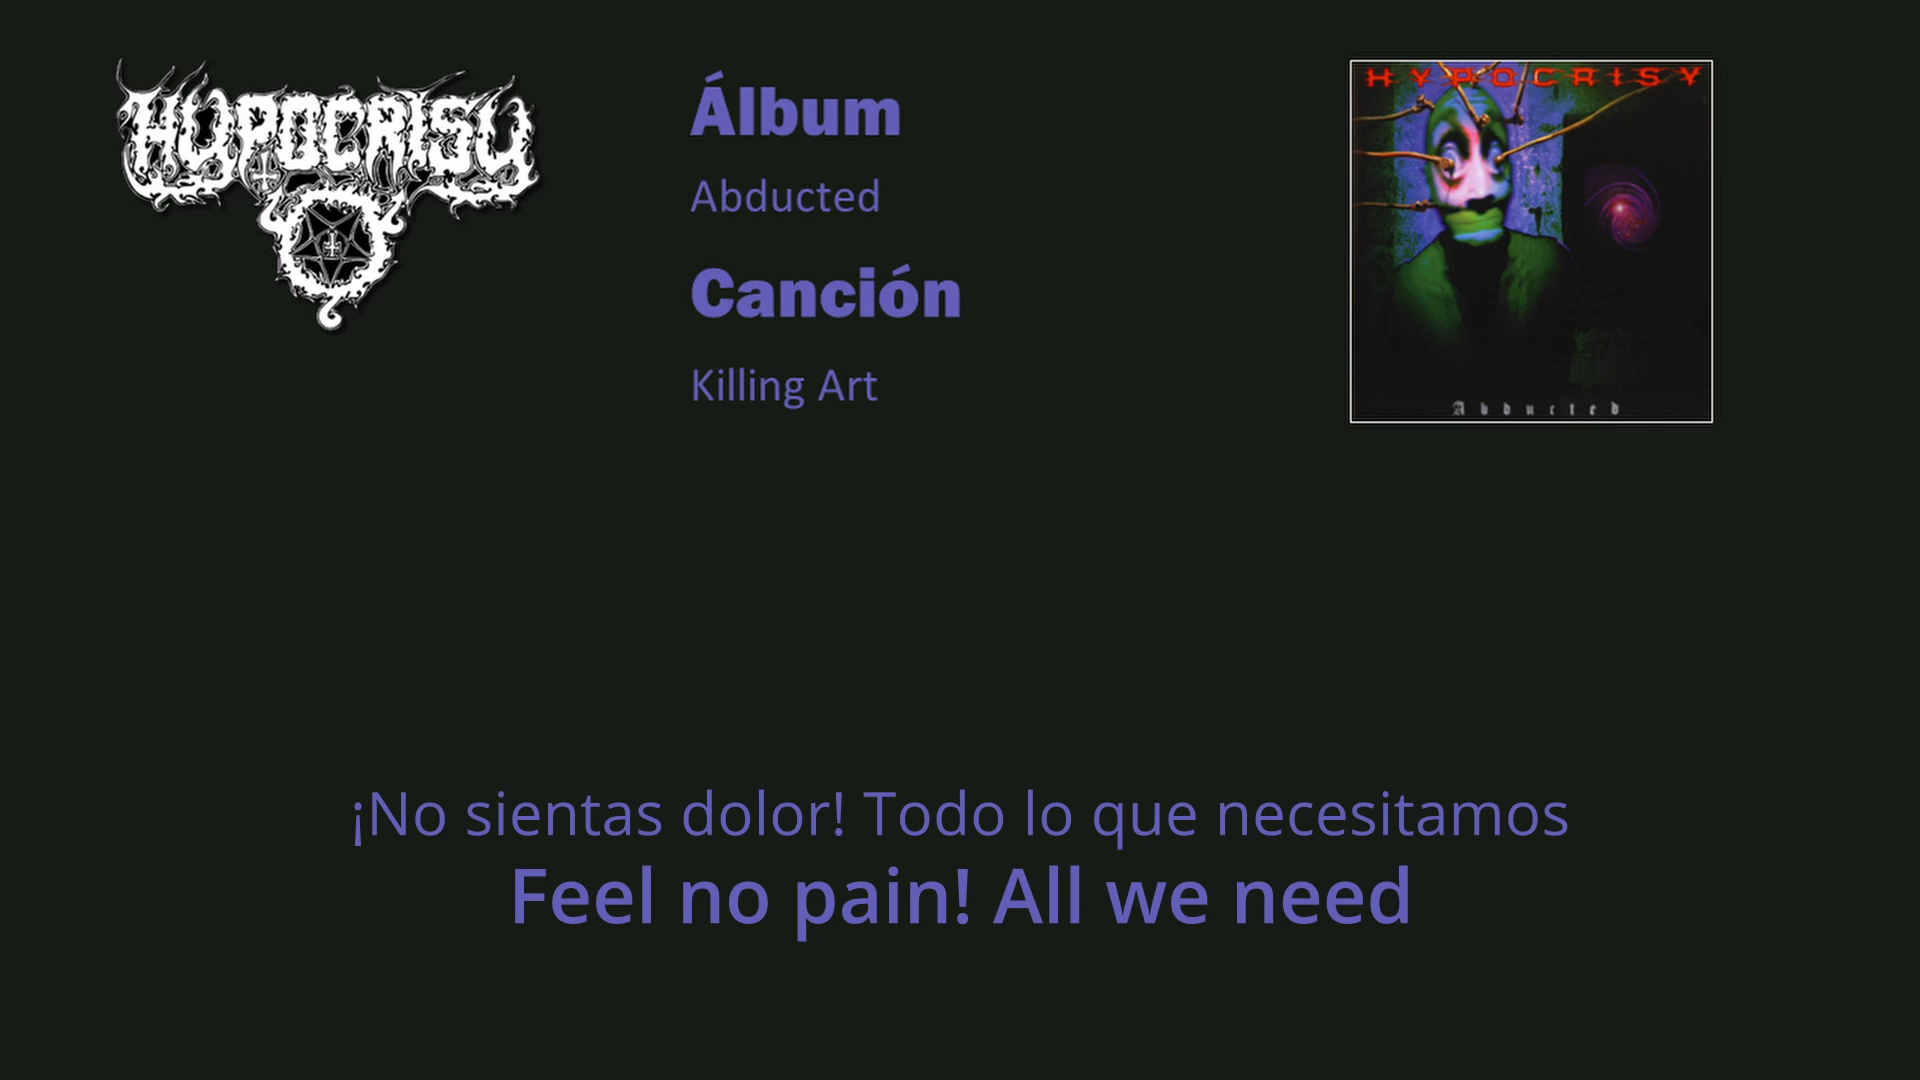 HYPOCRISY
Álbum
Abducted
Canción
Killing Art
HYPOCRISY
Abducted
¡No sientas dolor! Todo lo que necesitamos
Feel no pain! All we need